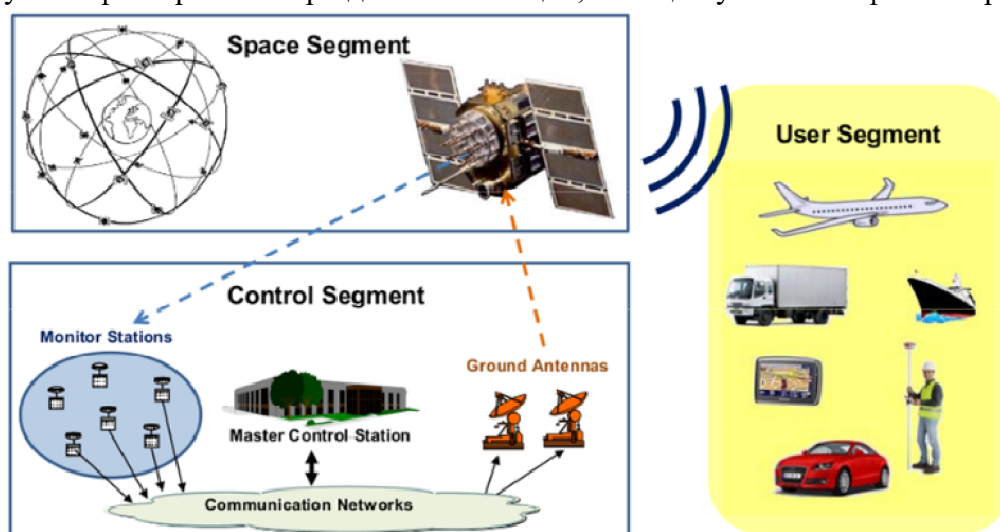 Space Segment
User Segment
Control Segment
Monitor Stations
Ground Antennas
Master Control Station
Communication Networks